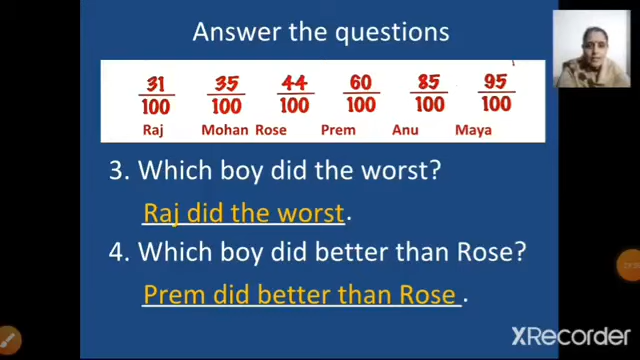 Answer the questions
31/100 35/100 44/100 60/100 85/100 95/100
Raj Mohan Rose Prem Anu Maya
3. Which boy did the worst?
Raj did the worst.
4. Which boy did better than Rose?
Prem did better than Rose.
XRecorder